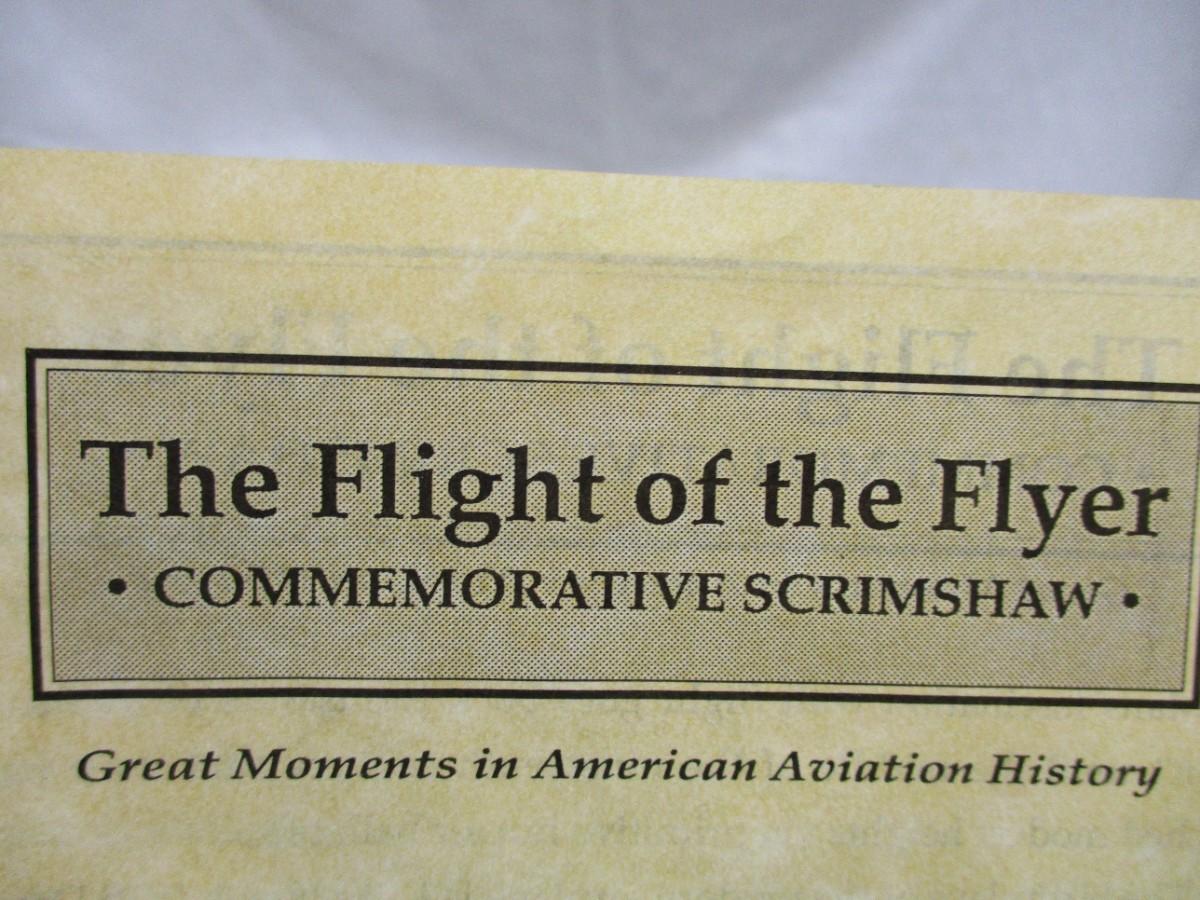 The Flight of the Flyer
• COMMEMORATIVE SCRIMSHAW •
Great Moments in American Aviation History